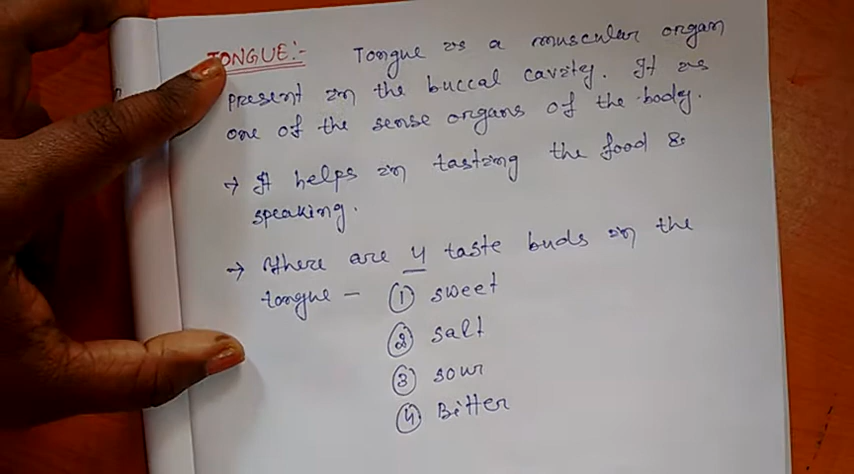 TONGUE:- Tongue is a muscular organ
present in the buccal cavity. It is
one of the sense organs of the body.
→ It helps in tasting the food &
speaking.
→ There are 4 taste buds in the
tongue - ① sweet
② salt
③ sour
④ Bitter